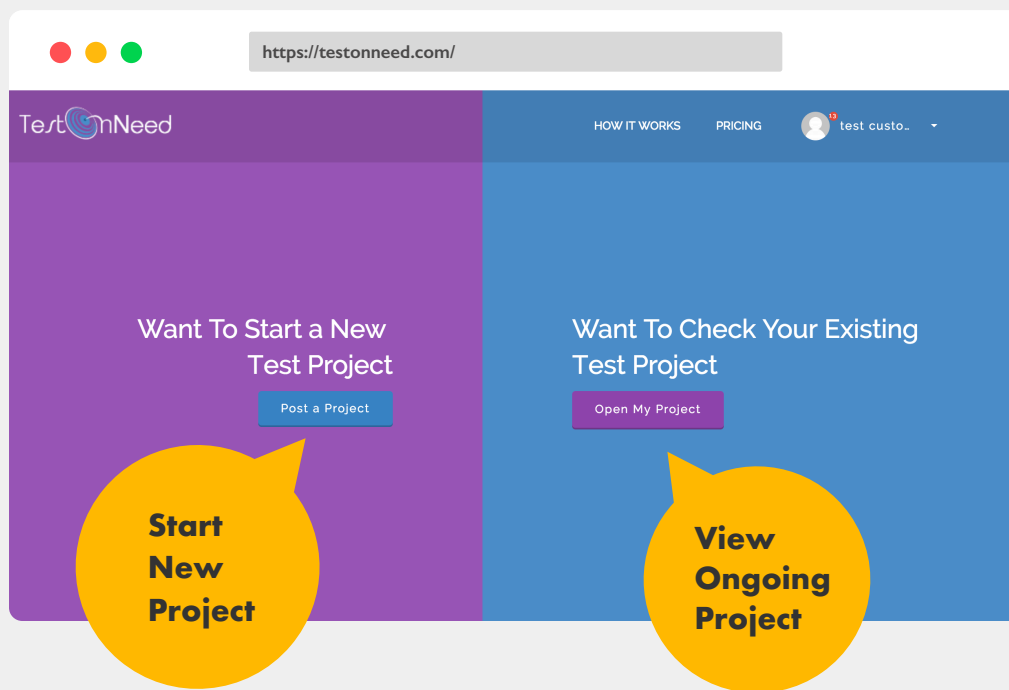 https://testonneed.com/
TestOnNeed
HOW IT WORKS PRICING 13 test custo...
Want To Start a New
Test Project
Post a Project
Want To Check Your Existing
Test Project
Open My Project
Start
New
Project
View
Ongoing
Project